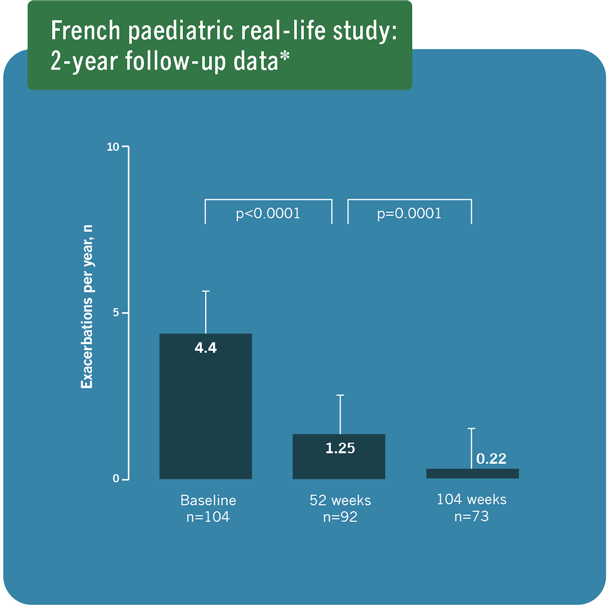 French paediatric real-life study:
2-year follow-up data*
10
p<0.0001
p=0.0001
Exacerbations per year, n
5
4.4
1.25
0.22
0
Baseline
n=104
52 weeks
n=92
104 weeks
n=73